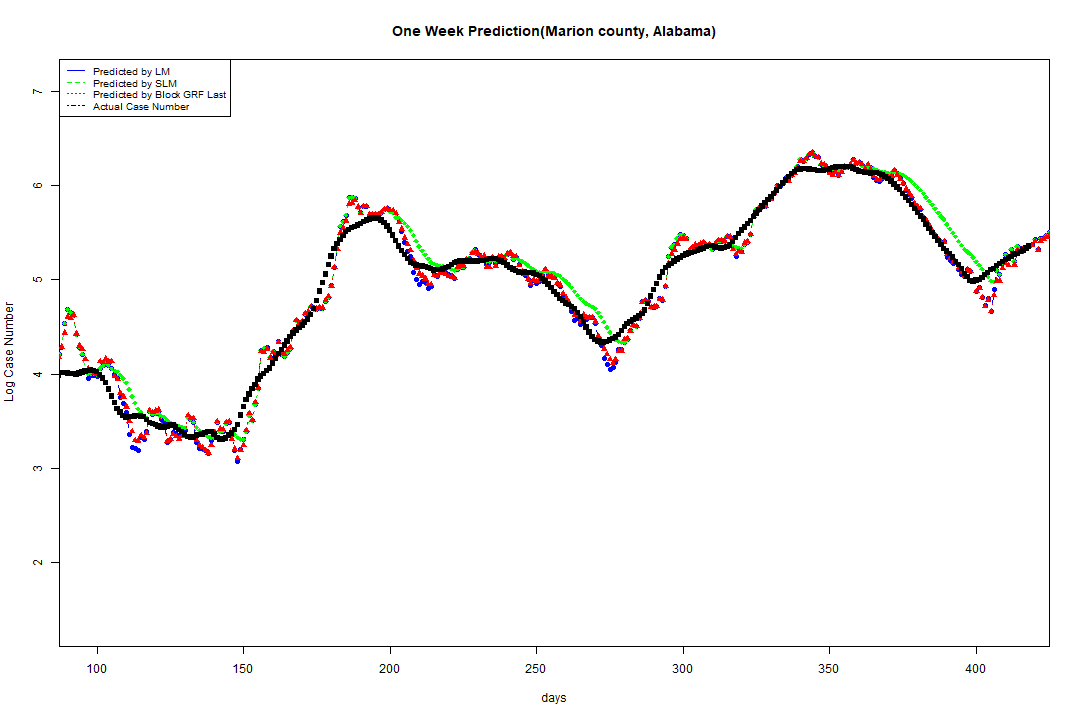 One Week Prediction(Marion county, Alabama)
Predicted by LM
Predicted by SLM
Predicted by Block GRF Last
Actual Case Number
Log Case Number
7
6
5
4
3
2
100 150 200 250 300 350 400
days